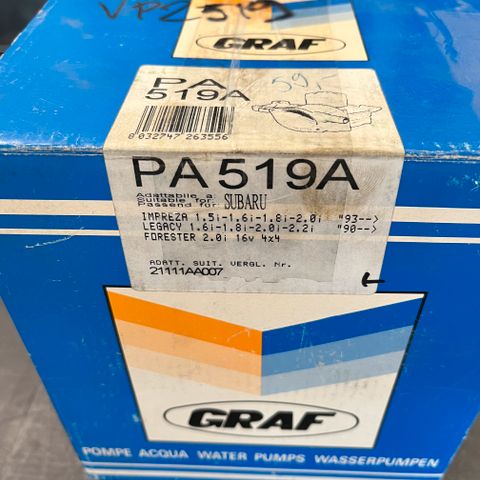 VP2519
GRAF
PA
519A
59,-
8 032747 263556
PA519A
Adattabile a:
Suitable for:
Passend für: SUBARU
IMPREZA 1.5i-1.6i-1.8i-2.0i "93-->
LEGACY 1.6i-1.8i-2.0i-2.2i "90-->
FORESTER 2.0i 16v 4x4
ADATT. SUIT. VERGL. Nr.
21111AA007
GRAF
POMPE ACQUA WATER PUMPS WASSERPUMPEN